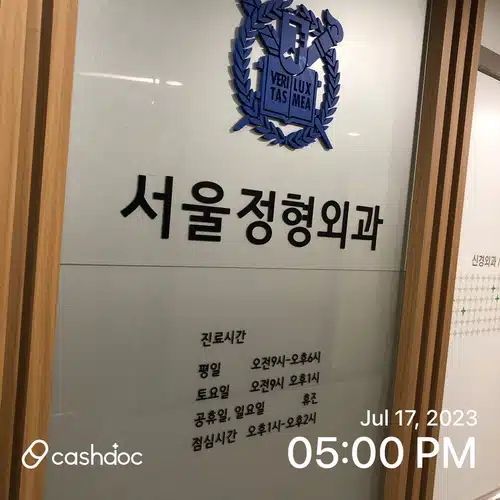 VERI LUX
TAS MEA
서울정형외과
진료시간
평일 오전9시-오후6시
토요일 오전9시 오후1시
공휴일, 일요일 휴진
점심시간 오후1시-오후2시
신경외과
Jul 17, 2023
05:00 PM
cashdoc